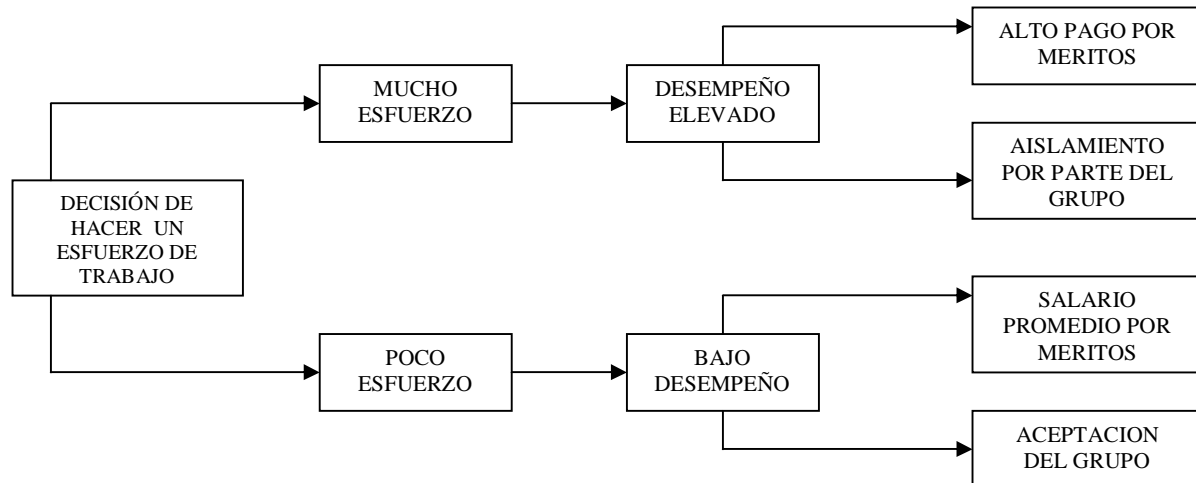 ALTO PAGO POR
MERITOS
MUCHO
ESFUERZO
DESEMPEÑO
ELEVADO
AISLAMIENTO
POR PARTE DEL
GRUPO
DECISIÓN DE
HACER UN
ESFUERZO DE
TRABAJO
SALARIO
PROMEDIO POR
MERITOS
POCO
ESFUERZO
BAJO
DESEMPEÑO
ACEPTACION
DEL GRUPO